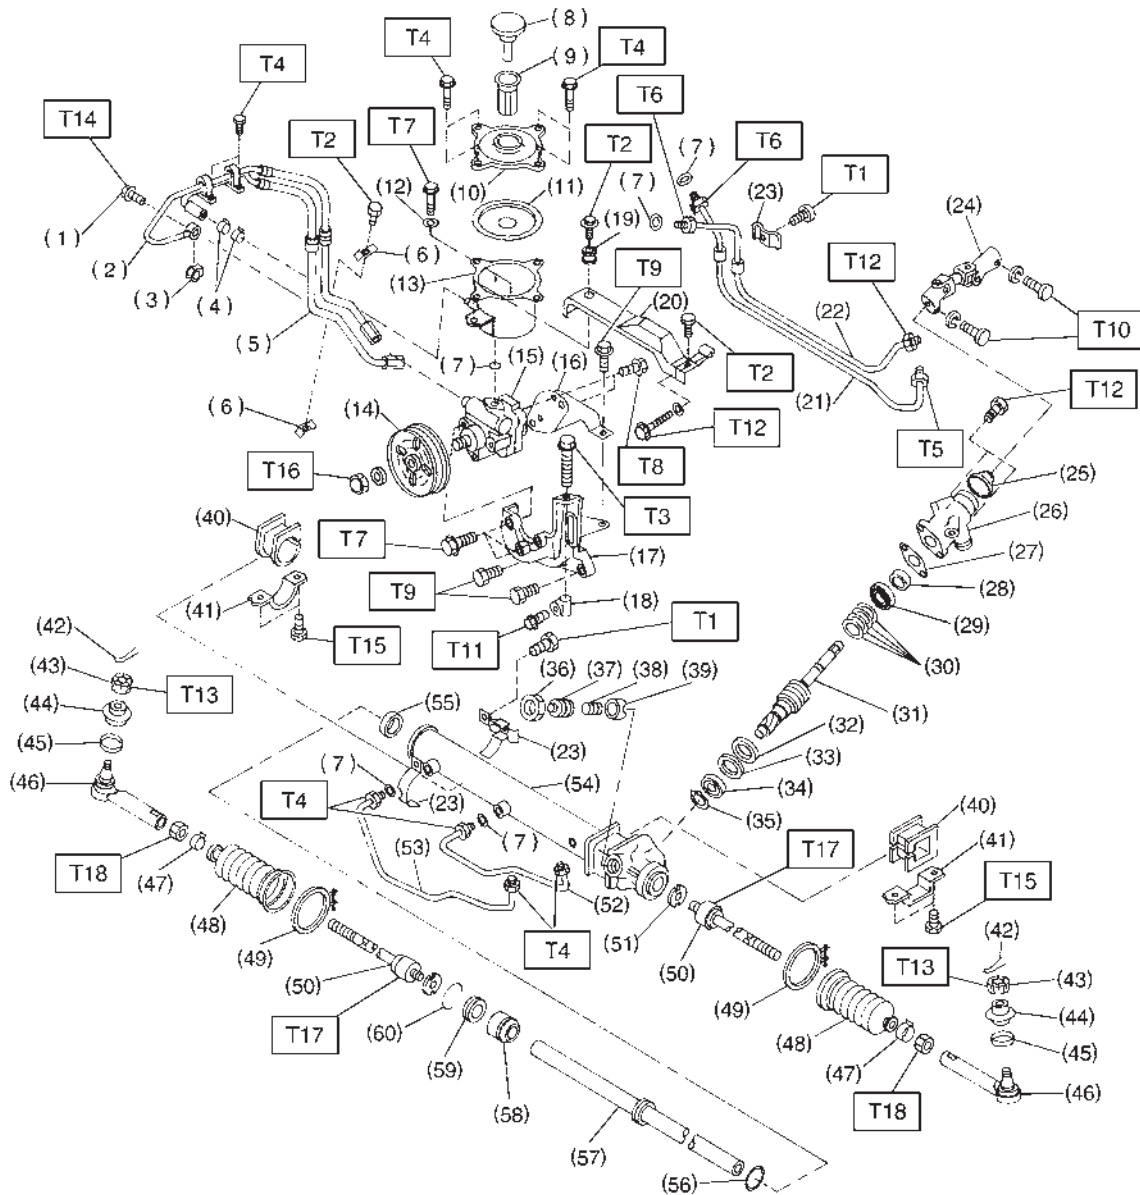 T4
(8)
T4
T4
(9)
T14
T6
T7
T2
T2
(7)
T6
(10)
(7)
(23)
T1
(12)
(11)
(24)
(1)
(19)
(2)
(6)
(3)
(4)
(13)
T9
T12
(20)
(5)
(22)
T10
(7)
(15)
(16)
T2
(21)
T12
(6)
(14)
T12
T5
T16
T8
(25)
(40)
T3
(26)
T7
(17)
(27)
(41)
T9
(28)
(18)
(29)
(42)
T15
T11
T1
(30)
(43)
T13
(36)
(37)
(38)
(39)
(31)
(44)
(55)
(32)
(45)
(23)
(33)
(46)
(7)
(54)
(34)
T4
(23)
(35)
(40)
(7)
(41)
T18
(53)
T17
T15
(47)
(52)
(48)
(51)
(42)
T4
(49)
(50)
(50)
T13
(43)
(49)
T17
(60)
(44)
(48)
(59)
(45)
(47)
(58)
(46)
T18
(57)
(56)